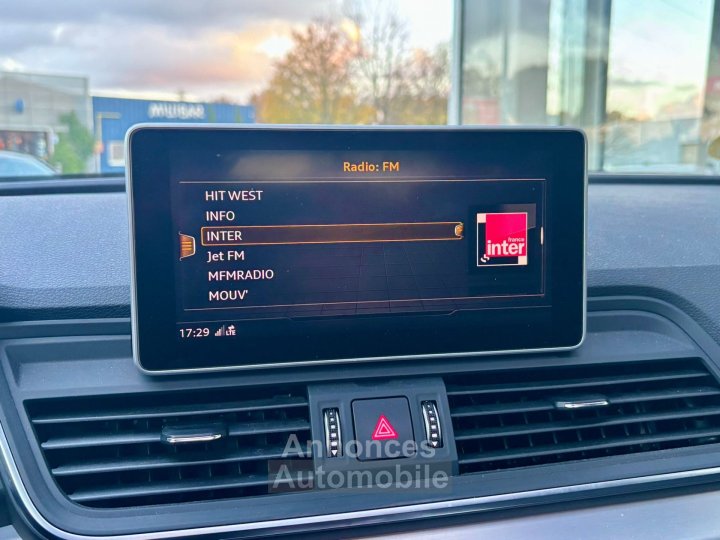 Radio: FM
HIT WEST
INFO
INTER
Jet FM
MFMRADIO
MOUV'
france
inter
17:29 LTE
Annonces
Automobile